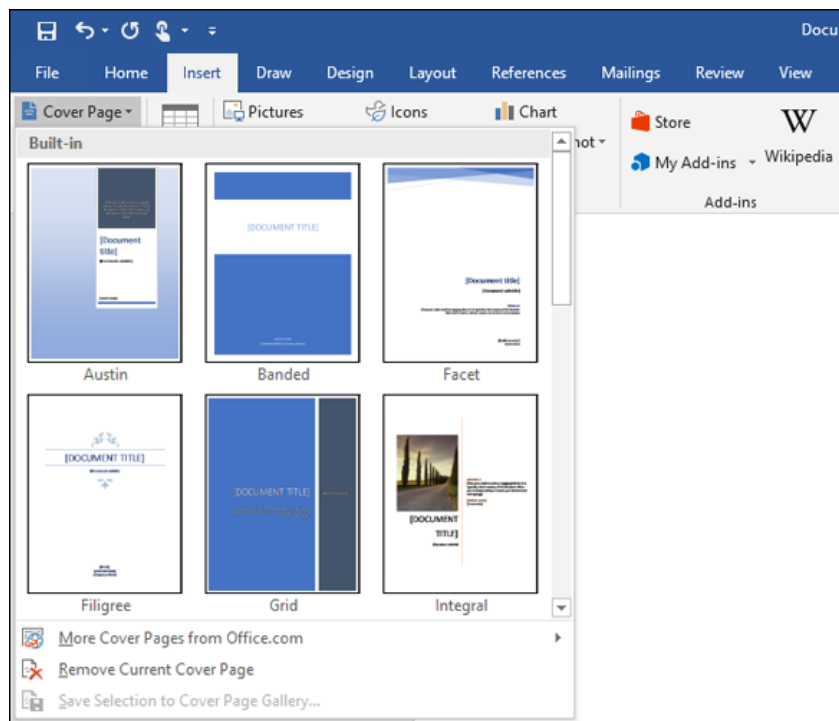 Docu
File Home Insert Draw Design Layout References Mailings Review View
Cover Page Pictures Icons Chart Store W
not My Add-ins Wikipedia
Add-ins
Built-in
[Document
title]
[DOCUMENT TITLE]
[Document title]
Austin Banded Facet
[DOCUMENT TITLE]
[DOCUMENT TITLE]
[DOCUMENT
TITLE]
Filigree Grid Integral
More Cover Pages from Office.com
Remove Current Cover Page
Save Selection to Cover Page Gallery...